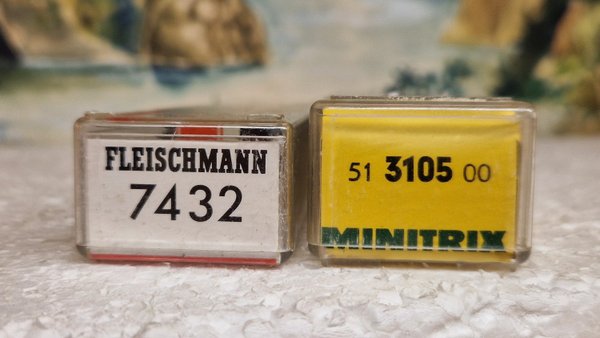 FLEISCHMANN
7432
51 3105 00
MINITRIX